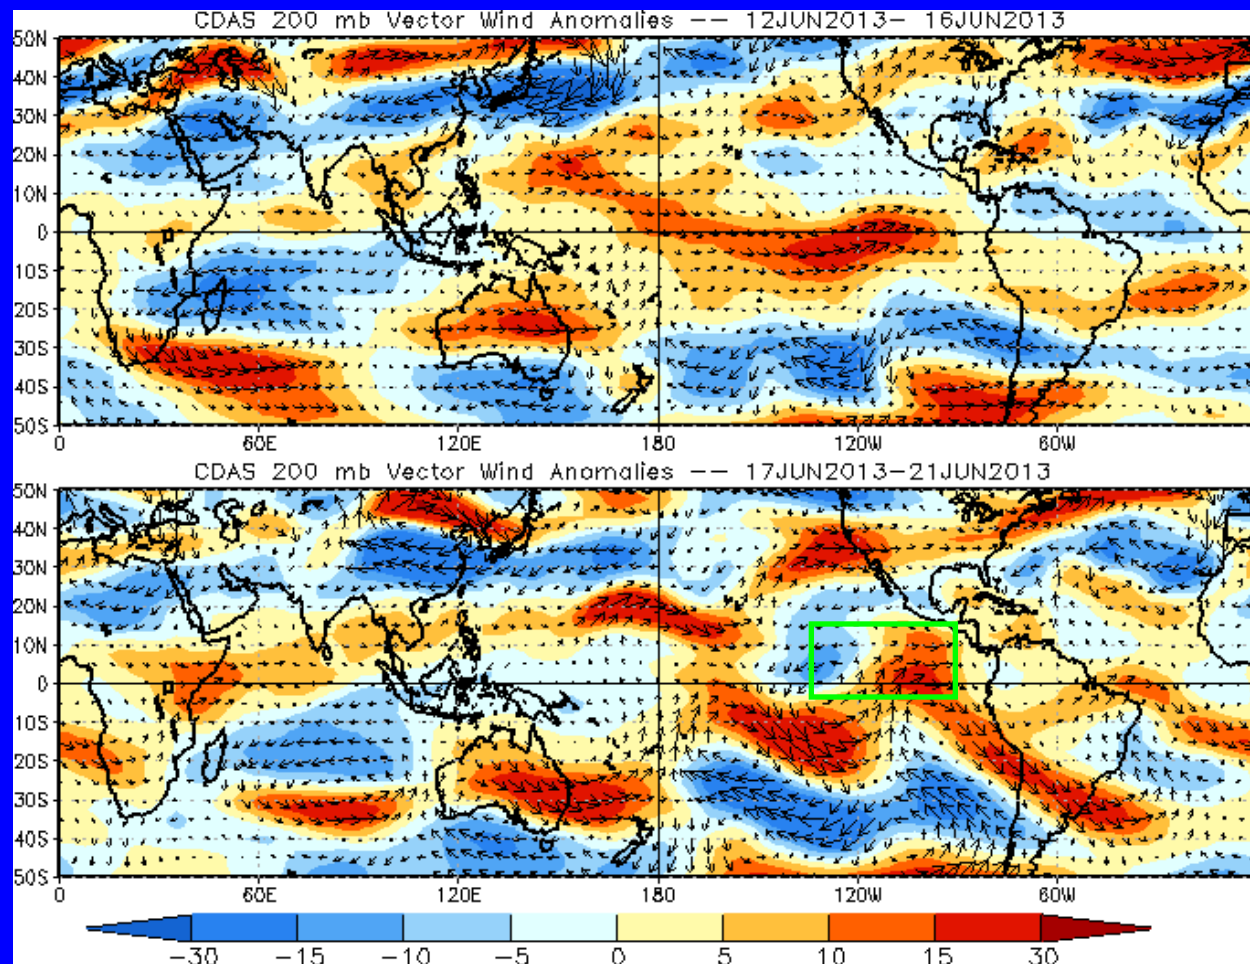 CDAS 200 mb Vector Wind Anomalies -- 12JUN2013- 16JUN2013
50N
40N
30N
20N
10N
0
10S
20S
30S
40S
50S
0 60E 120E 180 120W 60W
CDAS 200 mb Vector Wind Anomalies -- 17JUN2013-21JUN2013
50N
40N
30N
20N
10N
0
10S
20S
30S
40S
50S
0 60E 120E 180 120W 60W
-30 -15 -10 -5 0 5 10 15 30